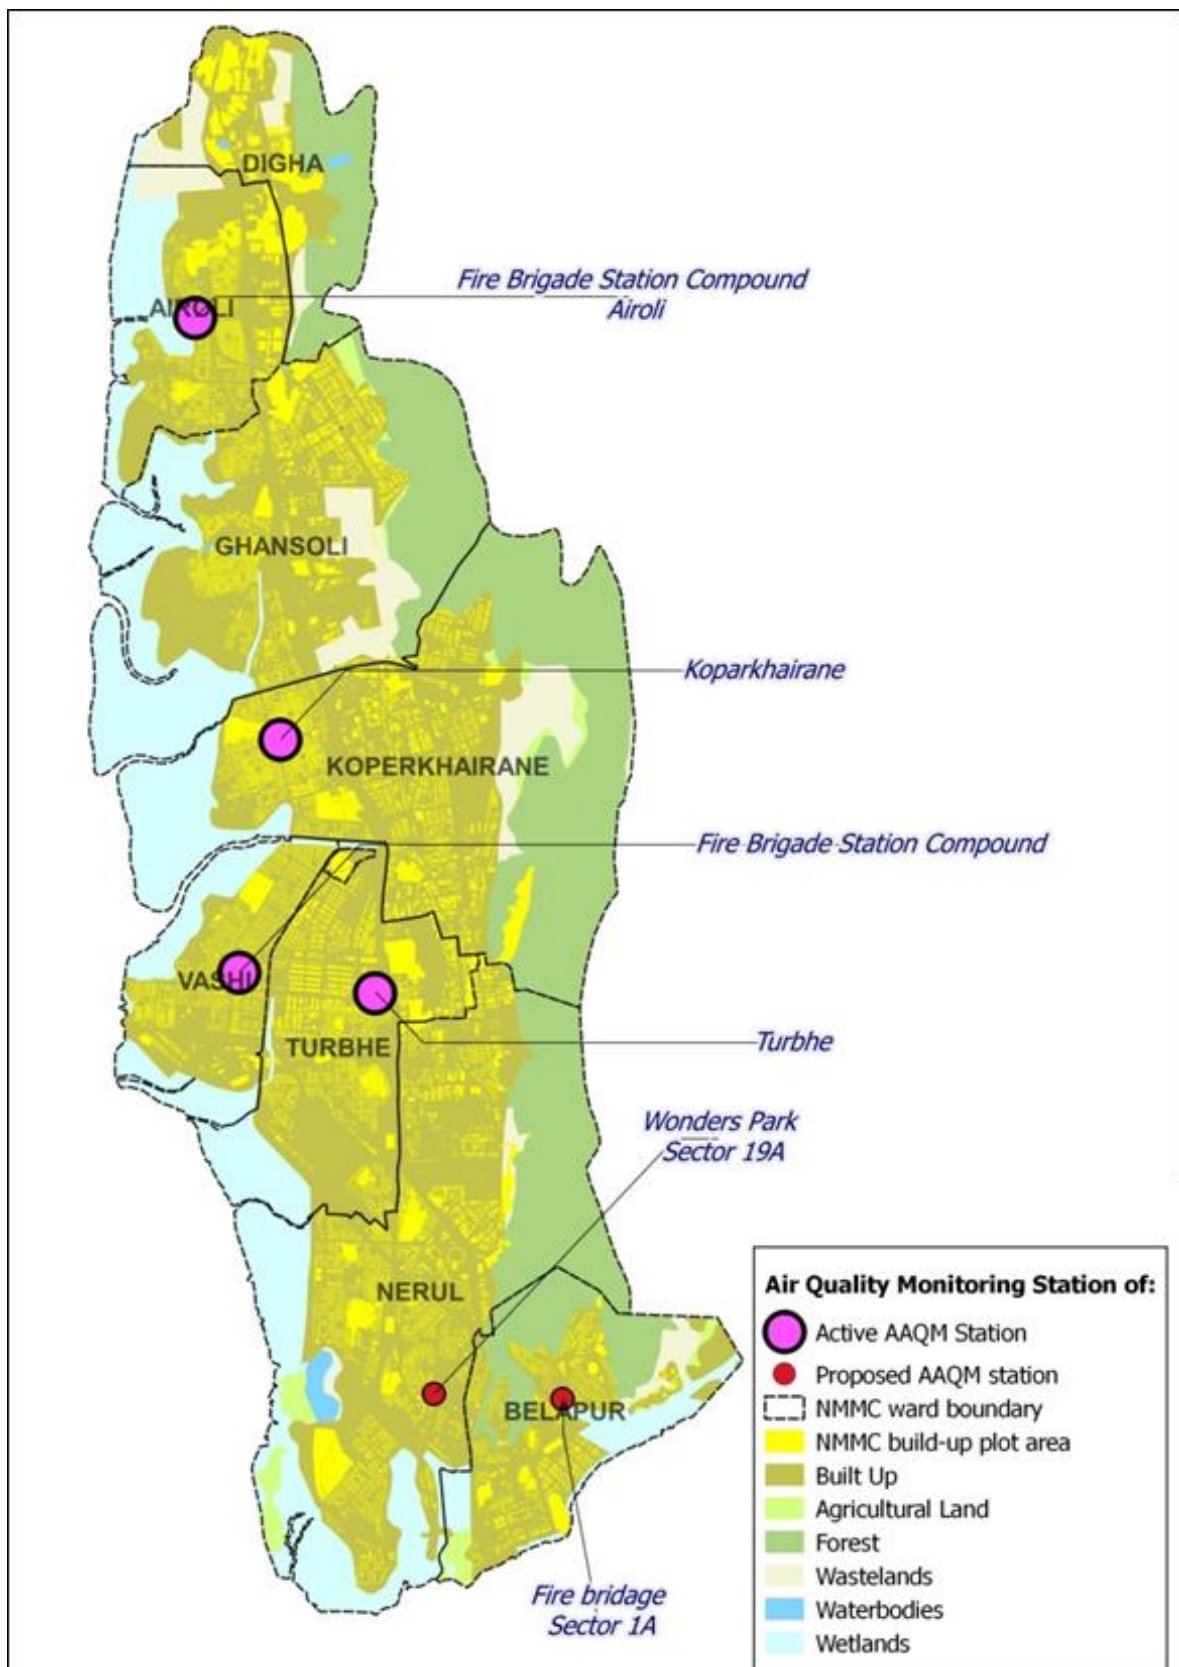 DIGHA
Fire Brigade Station Compound
Airoli
AIROLI
GHANSOLI
Koparkhairane
KOPERKHAIRANE
Fire Brigade Station Compound
VASHI
TURBHE
Turbhe
Wonders Park
Sector 19A
NERUL
BELAPUR
Fire bridage
Sector 1A
Air Quality Monitoring Station of:
Active AAQM Station
Proposed AAQM station
NMMC ward boundary
NMMC build-up plot area
Built Up
Agricultural Land
Forest
Wastelands
Waterbodies
Wetlands